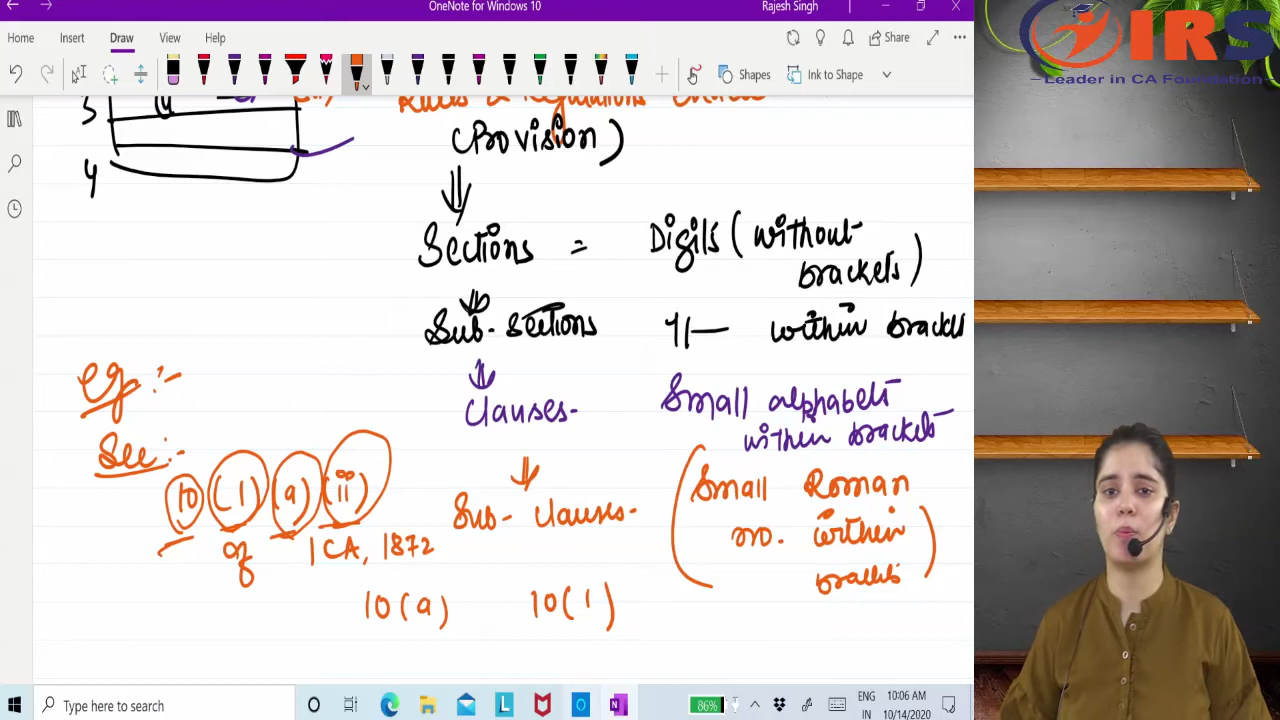 OneNote for Windows 10
Rajesh Singh
Home Insert Draw View Help
Share
Shapes
Ink to Shape
IRS
Leader in CA Foundation
3
Rules & Regulations
(Provision)
4
Sections = Digits (without brackets)
Sub-Sections —||— within brackets
Eg :-
Clauses- Small alphabets within brackets
Sec :-
10 (1) (a) (ii)
of ICA, 1872
Sub-clauses- (Small Roman no. within brackets)
10(a) 10(1)
Type here to search
86%
ENG
IN
10:06 AM
10/14/2020